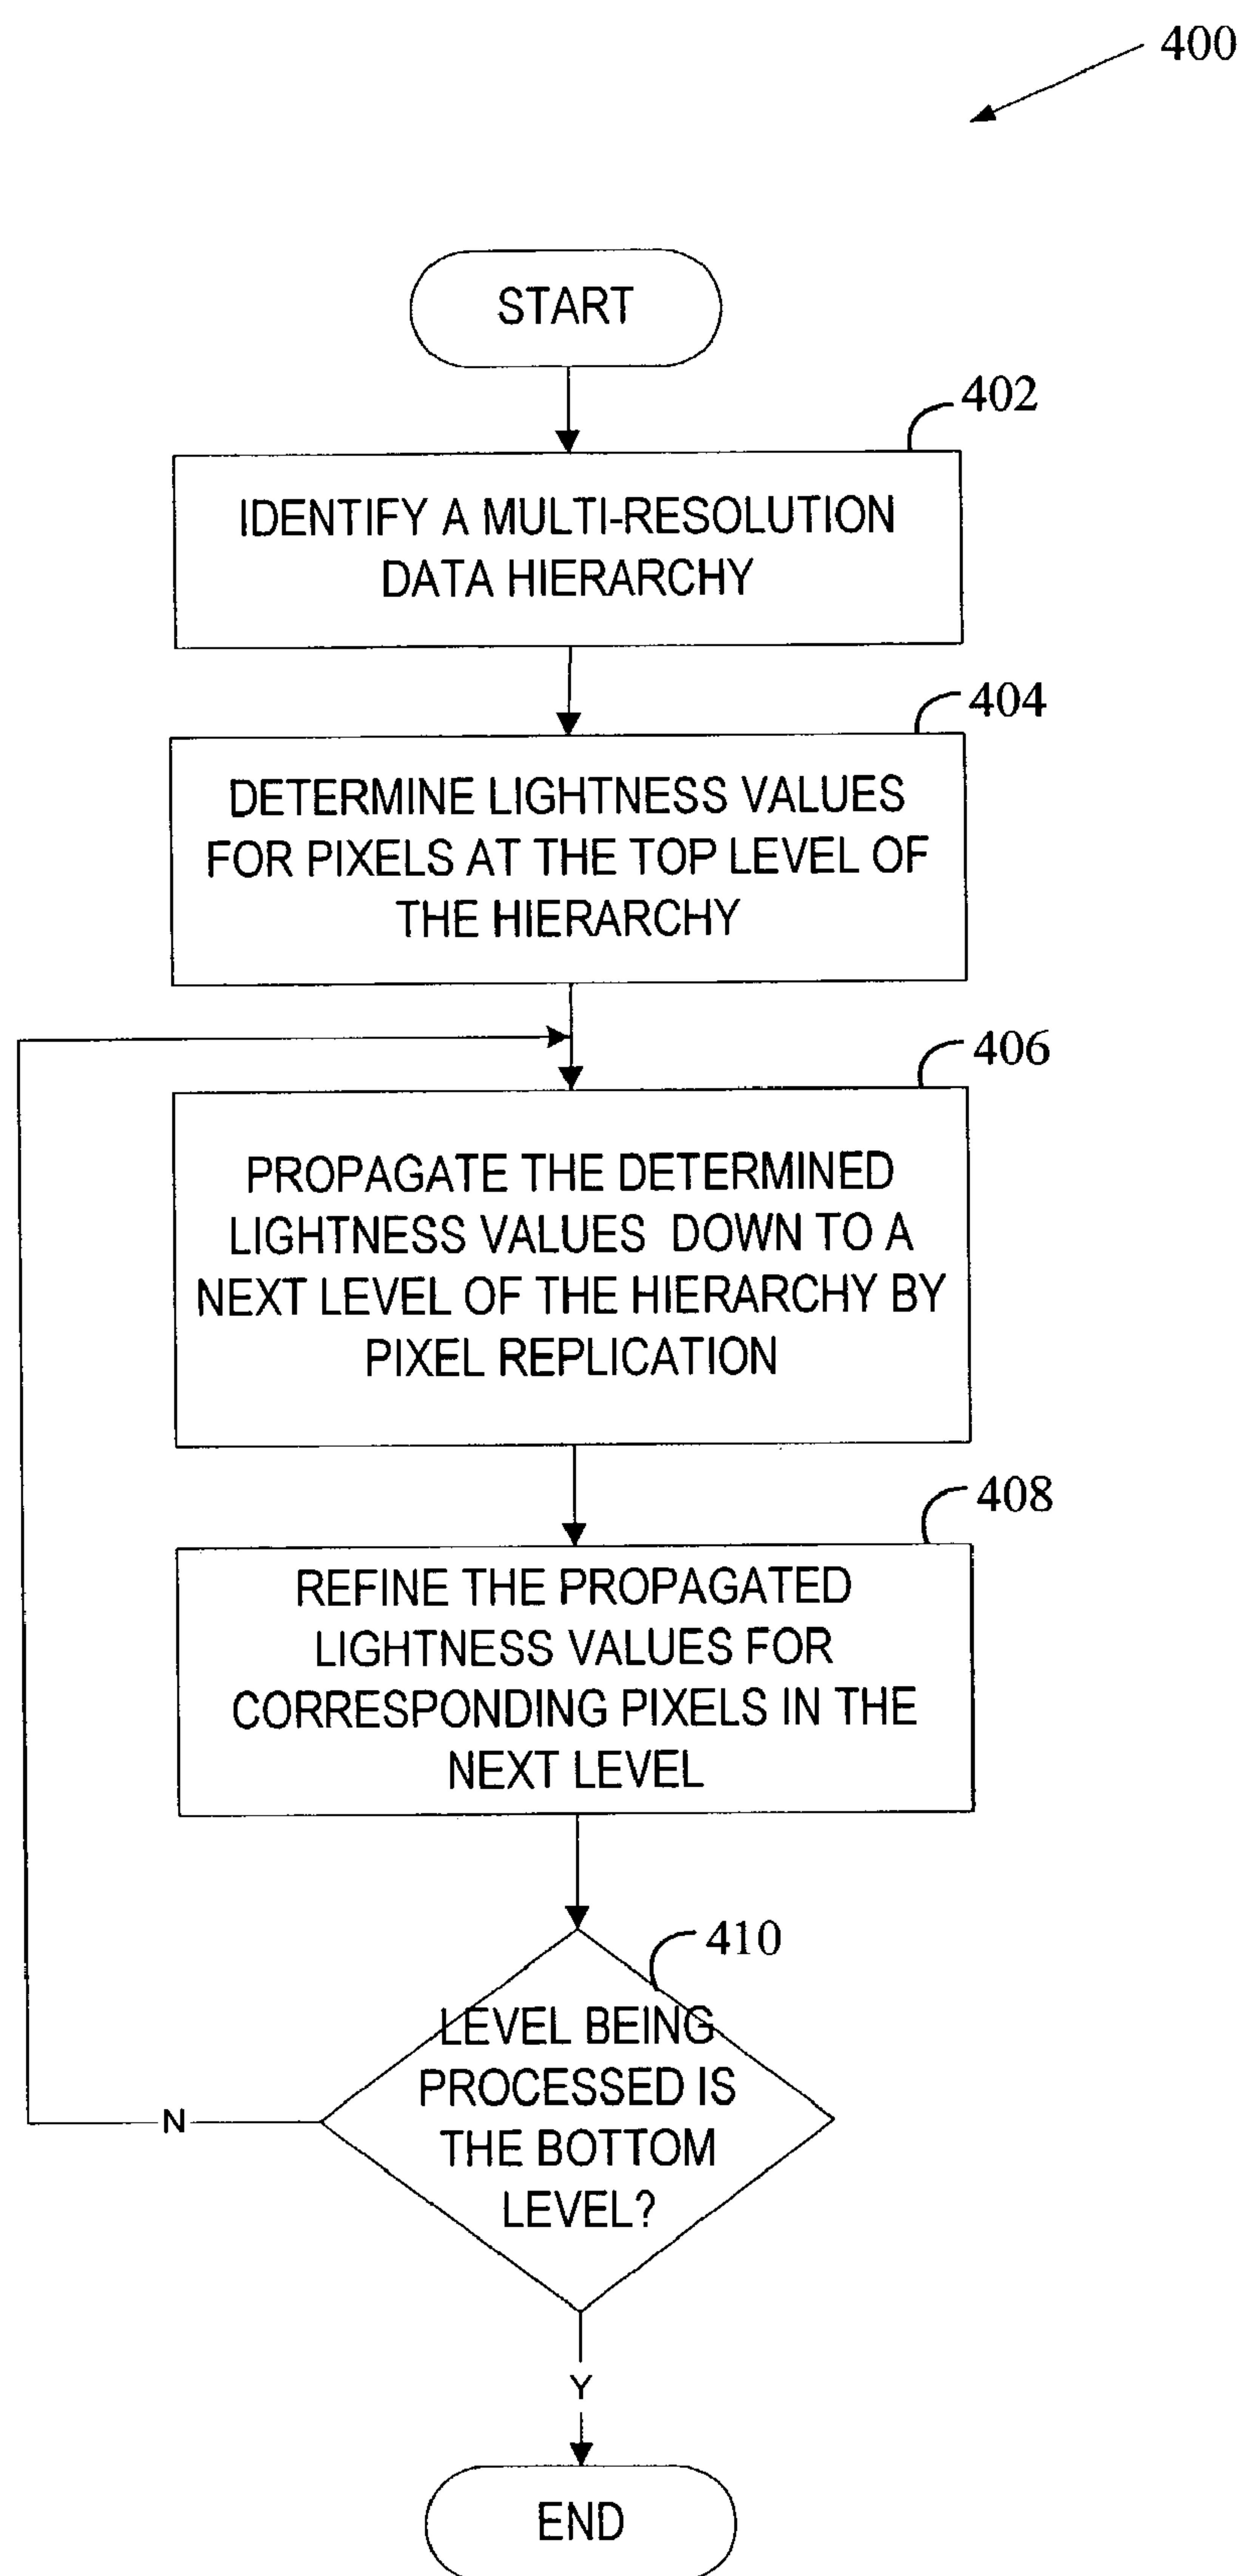 400
START
402
IDENTIFY A MULTI-RESOLUTION
DATA HIERARCHY
404
DETERMINE LIGHTNESS VALUES
FOR PIXELS AT THE TOP LEVEL OF
THE HIERARCHY
406
PROPAGATE THE DETERMINED
LIGHTNESS VALUES DOWN TO A
NEXT LEVEL OF THE HIERARCHY BY
PIXEL REPLICATION
408
REFINE THE PROPAGATED
LIGHTNESS VALUES FOR
CORRESPONDING PIXELS IN THE
NEXT LEVEL
410
LEVEL BEING
PROCESSED IS
THE BOTTOM
LEVEL?
N
Y
END